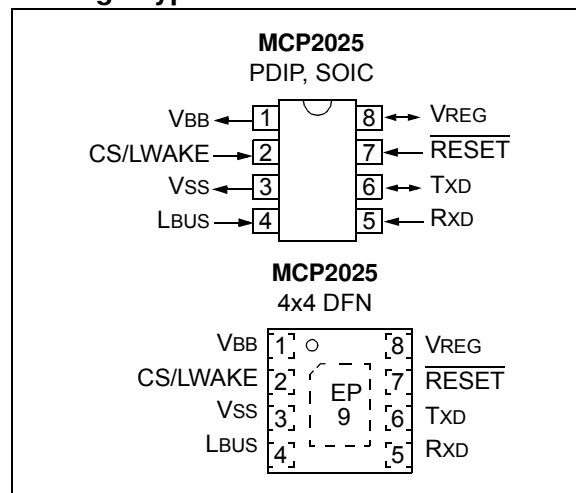 MCP2025
PDIP, SOIC
VBB 1 8 VREG
CS/LWAKE 2 7 RESET
VSS 3 6 TXD
LBUS 4 5 RXD
MCP2025
4x4 DFN
VBB 1 8 VREG
CS/LWAKE 2 EP 7 RESET
VSS 3 9 6 TXD
LBUS 4 5 RXD